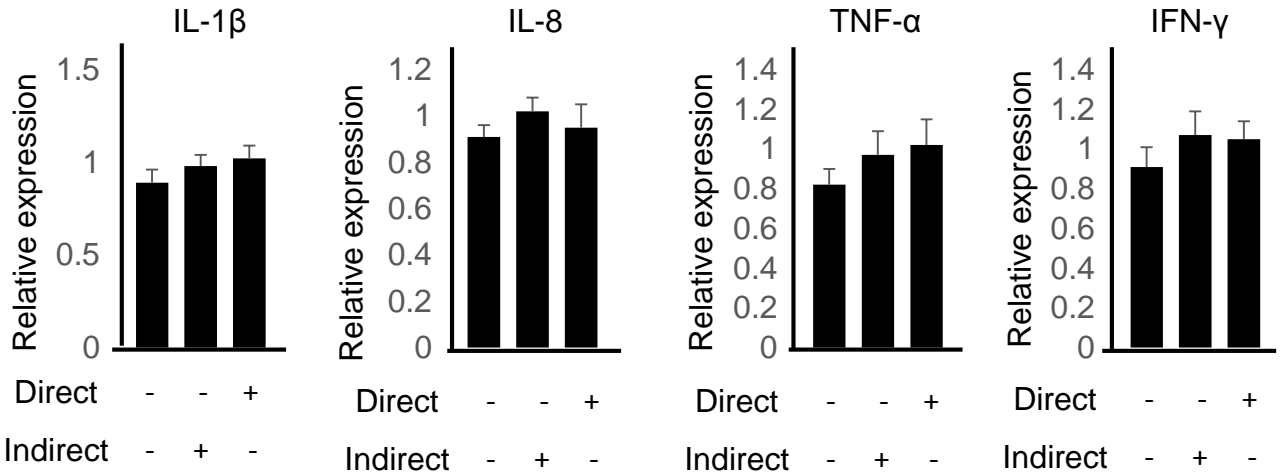 IL-1β
Relative expression
1.5
1
0.5
0
Direct - - +
Indirect - + -
IL-8
Relative expression
1.2
1
0.8
0.6
0.4
0.2
0
Direct - - +
Indirect - + -
TNF-α
Relative expression
1.4
1.2
1
0.8
0.6
0.4
0.2
0
Direct - - +
Indirect - + -
IFN-γ
Relative expression
1.4
1.2
1
0.8
0.6
0.4
0.2
0
Direct - - +
Indirect - + -